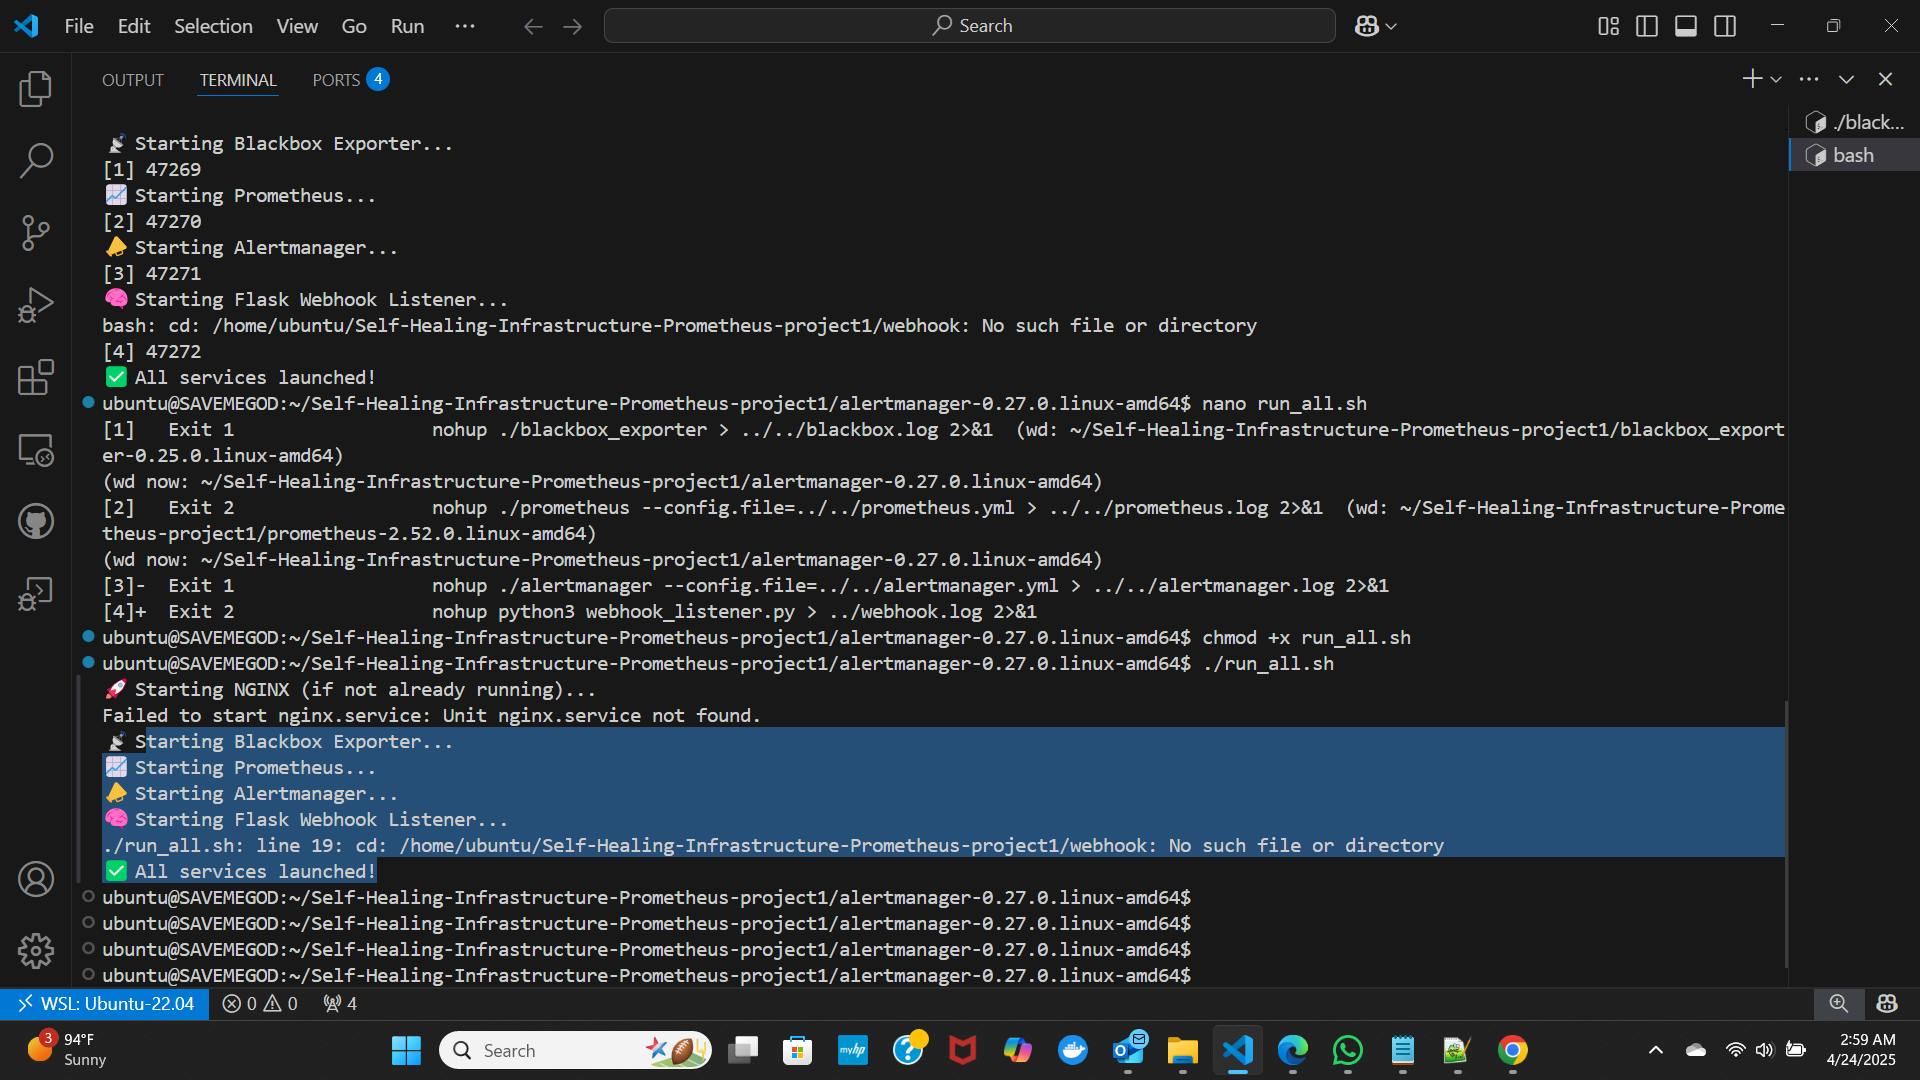 File Edit Selection View Go Run ··· Search
OUTPUT TERMINAL PORTS 4
📡 Starting Blackbox Exporter...
[1] 47269
📈 Starting Prometheus...
[2] 47270
📣 Starting Alertmanager...
[3] 47271
🧠 Starting Flask Webhook Listener...
bash: cd: /home/ubuntu/Self-Healing-Infrastructure-Prometheus-project1/webhook: No such file or directory
[4] 47272
✅ All services launched!
ubuntu@SAVEMEGOD:~/Self-Healing-Infrastructure-Prometheus-project1/alertmanager-0.27.0.linux-amd64$ nano run_all.sh
[1]   Exit 1                  nohup ./blackbox_exporter > ../../blackbox.log 2>&1  (wd: ~/Self-Healing-Infrastructure-Prometheus-project1/blackbox_export
er-0.25.0.linux-amd64)
(wd now: ~/Self-Healing-Infrastructure-Prometheus-project1/alertmanager-0.27.0.linux-amd64)
[2]   Exit 2                  nohup ./prometheus --config.file=../../prometheus.yml > ../../prometheus.log 2>&1  (wd: ~/Self-Healing-Infrastructure-Prome
theus-project1/prometheus-2.52.0.linux-amd64)
(wd now: ~/Self-Healing-Infrastructure-Prometheus-project1/alertmanager-0.27.0.linux-amd64)
[3]-  Exit 1                  nohup ./alertmanager --config.file=../../alertmanager.yml > ../../alertmanager.log 2>&1
[4]+  Exit 2                  nohup python3 webhook_listener.py > ../webhook.log 2>&1
ubuntu@SAVEMEGOD:~/Self-Healing-Infrastructure-Prometheus-project1/alertmanager-0.27.0.linux-amd64$ chmod +x run_all.sh
ubuntu@SAVEMEGOD:~/Self-Healing-Infrastructure-Prometheus-project1/alertmanager-0.27.0.linux-amd64$ ./run_all.sh
🚀 Starting NGINX (if not already running)...
Failed to start nginx.service: Unit nginx.service not found.
📡 Starting Blackbox Exporter...
📈 Starting Prometheus...
📣 Starting Alertmanager...
🧠 Starting Flask Webhook Listener...
./run_all.sh: line 19: cd: /home/ubuntu/Self-Healing-Infrastructure-Prometheus-project1/webhook: No such file or directory
✅ All services launched!
ubuntu@SAVEMEGOD:~/Self-Healing-Infrastructure-Prometheus-project1/alertmanager-0.27.0.linux-amd64$
ubuntu@SAVEMEGOD:~/Self-Healing-Infrastructure-Prometheus-project1/alertmanager-0.27.0.linux-amd64$
ubuntu@SAVEMEGOD:~/Self-Healing-Infrastructure-Prometheus-project1/alertmanager-0.27.0.linux-amd64$
ubuntu@SAVEMEGOD:~/Self-Healing-Infrastructure-Prometheus-project1/alertmanager-0.27.0.linux-amd64$
./black...
bash
WSL: Ubuntu-22.04 0 0 4
3 94°F
Sunny
Search
myhp
2:59 AM
4/24/2025